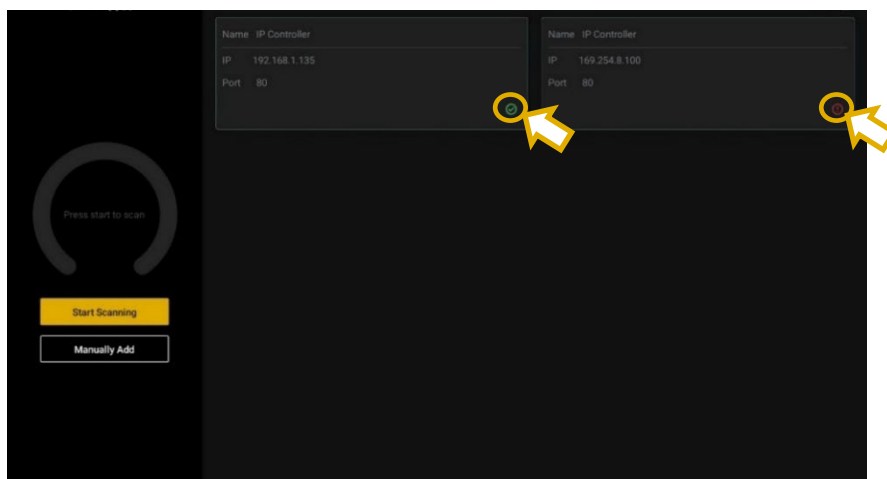 Name IP Controller
IP 192.168.1.135
Port 80
Name IP Controller
IP 169.254.8.100
Port 80
Press start to scan
Start Scanning
Manually Add